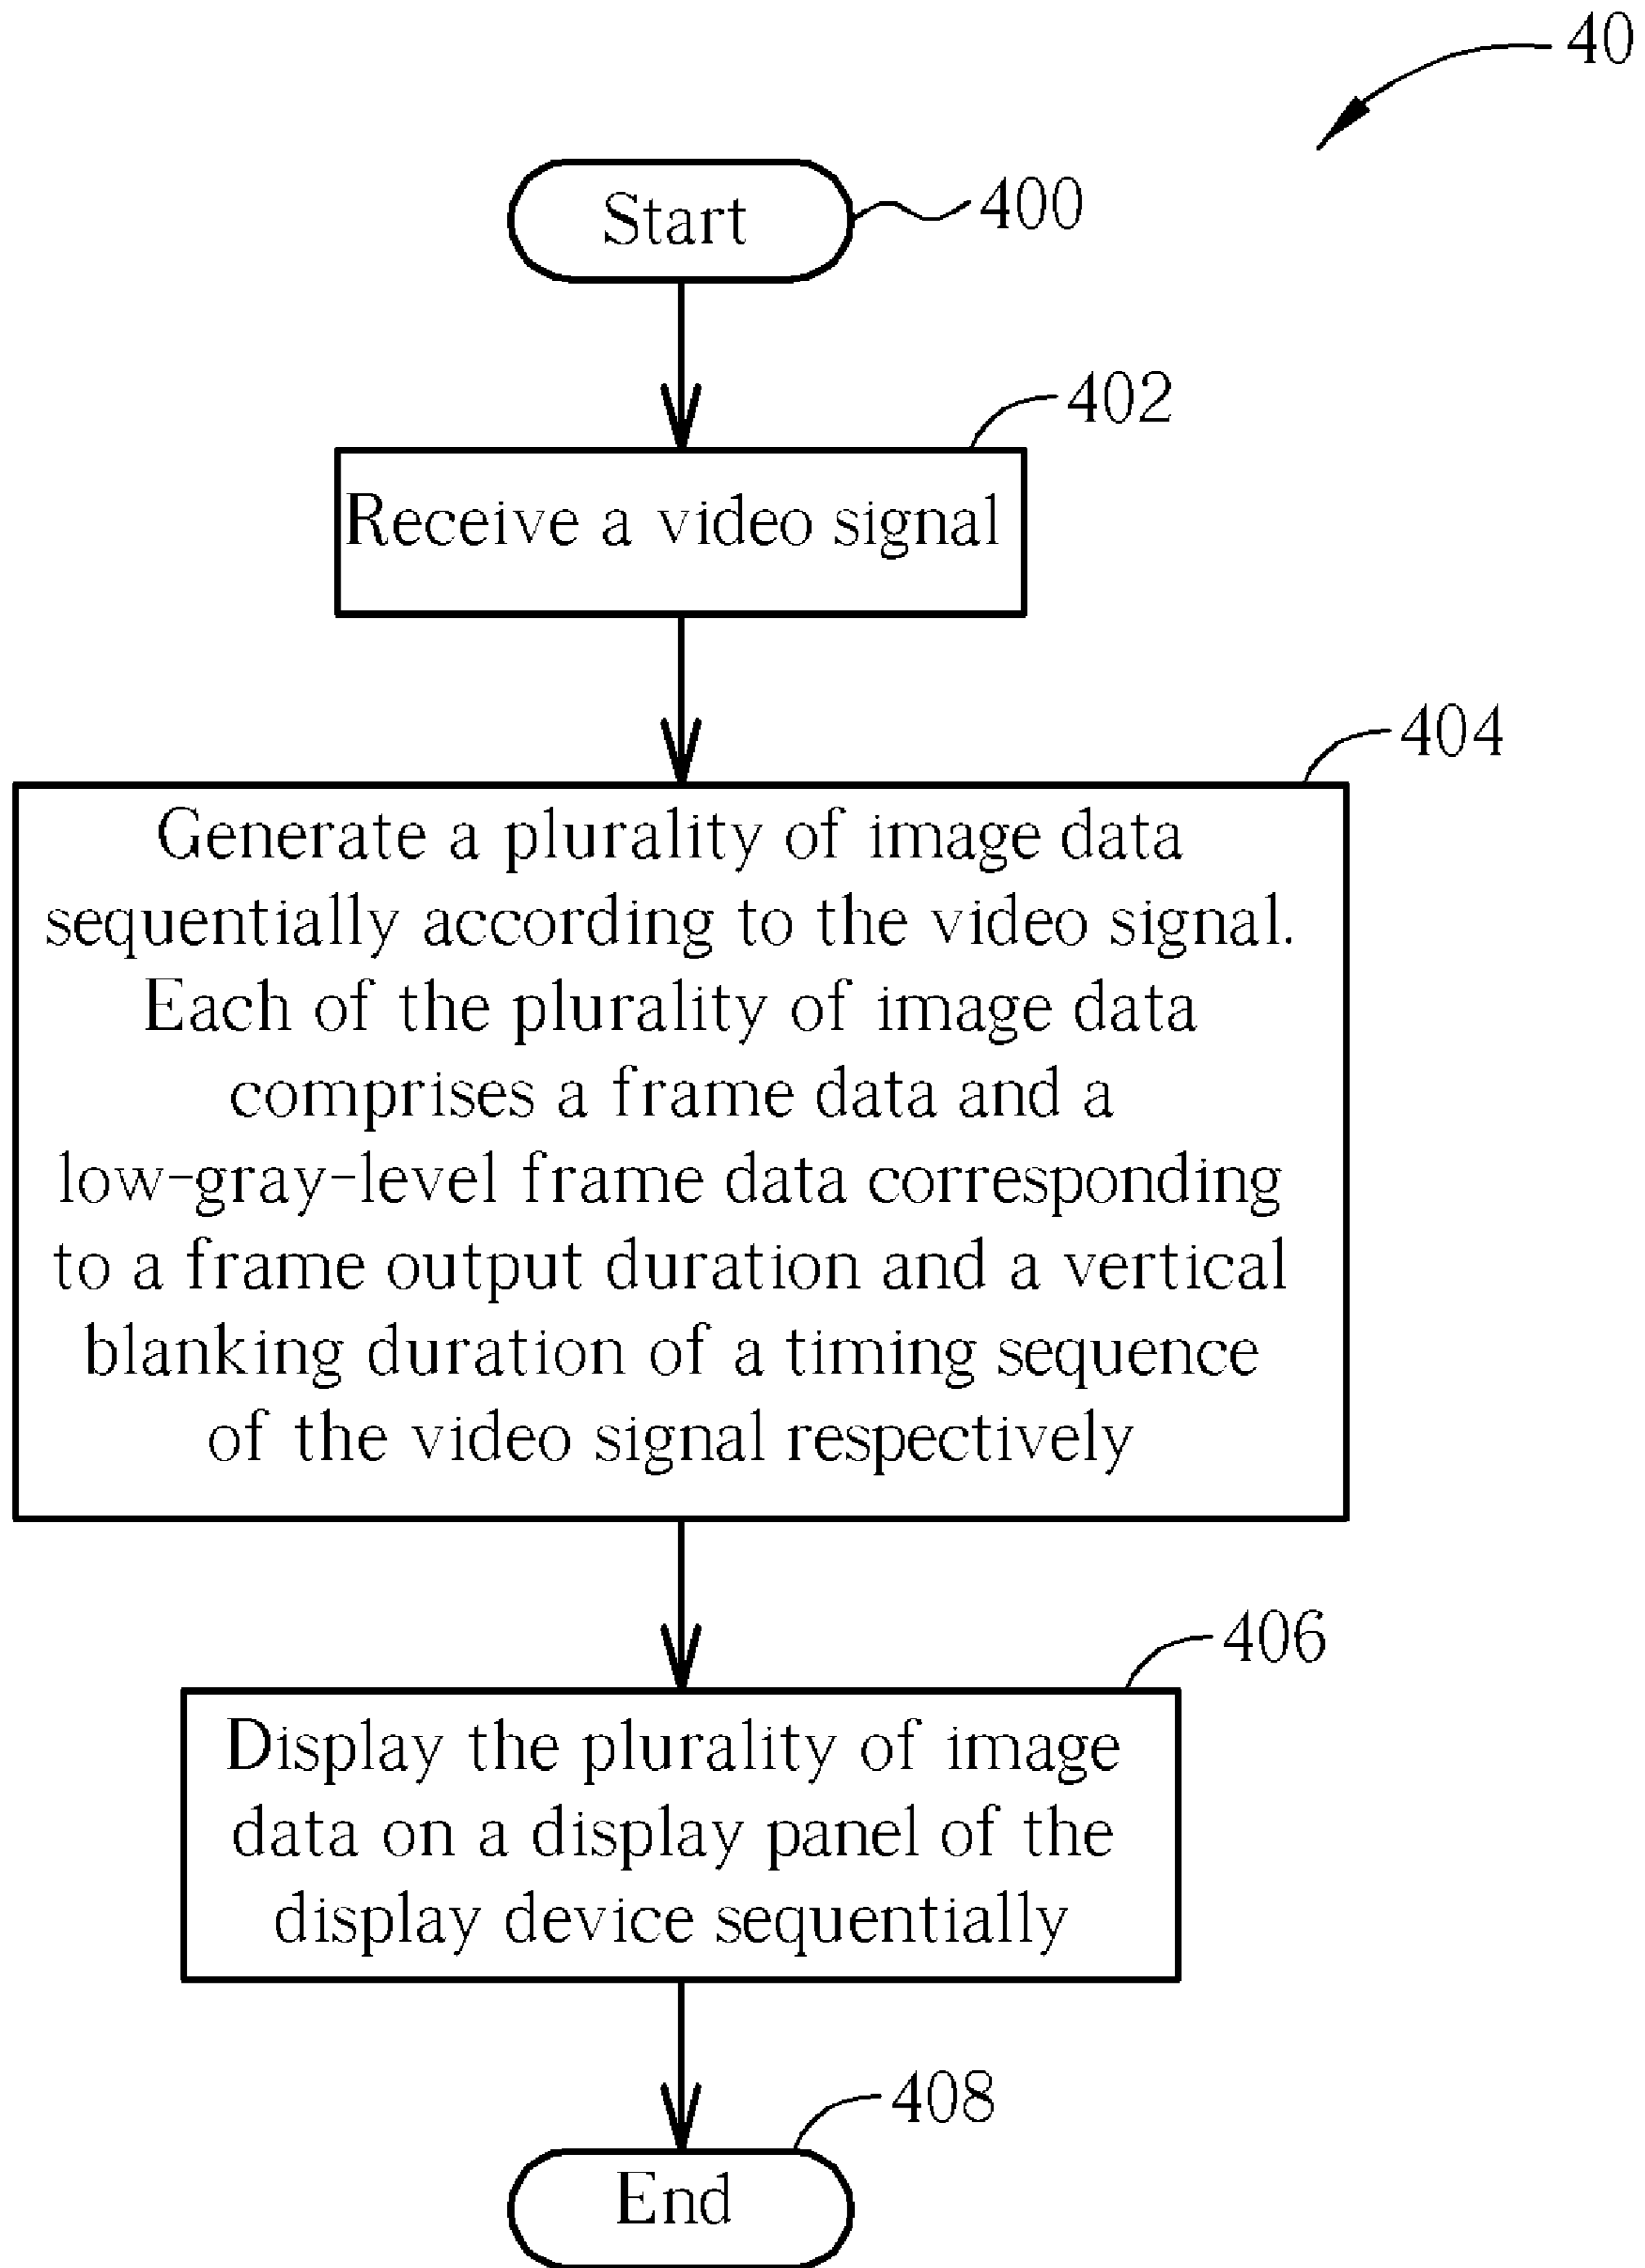 40
Start
400
402
Receive a video signal
404
Generate a plurality of image data
sequentially according to the video signal.
Each of the plurality of image data
comprises a frame data and a
low-gray-level frame data corresponding
to a frame output duration and a vertical
blanking duration of a timing sequence
of the video signal respectively
406
Display the plurality of image
data on a display panel of the
display device sequentially
408
End